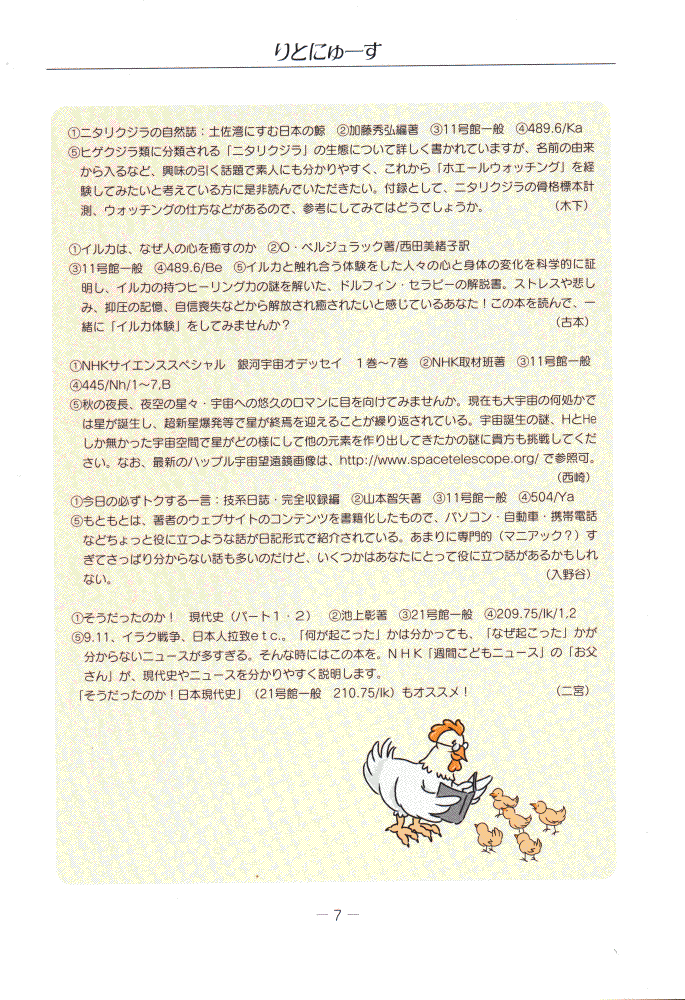 りとにゅーす
①ニタリクジラの自然誌：土佐湾にすむ日本の鯨　②加藤秀弘編著　③11号館一般　④489.6/Ka
⑤ヒゲクジラ類に分類される「ニタリクジラ」の生態について詳しく書かれていますが、名前の由来
から入るなど、興味の引く話題で素人にも分かりやすく、これから「ホエールウォッチング」を経
験してみたいと考えている方に是非読んでいただきたい。付録として、ニタリクジラの骨格標本計
測、ウォッチングの仕方などがあるので、参考にしてみてはどうでしょうか。　（木下）
①イルカは、なぜ人の心を癒すのか　②O・ベルジュラック著/西田美緒子訳
③11号館一般　④489.6/Be　⑤イルカと触れ合う体験をした人々の心と身体の変化を科学的に証
明し、イルカの持つヒーリング力の謎を解いた、ドルフィン・セラピーの解説書。ストレスや悲し
み、抑圧の記憶、自信喪失などから解放され癒されたいと感じているあなた！この本を読んで、一
緒に「イルカ体験」をしてみませんか？　（古本）
①NHKサイエンススペシャル　銀河宇宙オデッセイ　１巻～7巻　②NHK取材班著　③11号館一般
④445/Nh/1～7,B
⑤秋の夜長、夜空の星々・宇宙への悠久のロマンに目を向けてみませんか。現在も大宇宙の何処かで
は星が誕生し、超新星爆発等で星が終焉を迎えることが繰り返されている。宇宙誕生の謎、HとHe
しか無かった宇宙空間で星がどの様にして他の元素を作り出してきたかの謎に貴方も挑戦してくだ
さい。なお、最新のハッブル宇宙望遠鏡画像は、http://www.spacetelescope.org/ で参照可。
（西崎）
①今日の必ずトクする一言：技系日誌・完全収録編　②山本智矢著　③11号館一般　④504/Ya
⑤もともとは、著者のウェブサイトのコンテンツを書籍化したもので、パソコン・自動車・携帯電話
などちょっと役に立つような話が日記形式で紹介されている。あまりに専門的（マニアック？）す
ぎてさっぱり分からない話も多いのだけど、いくつかはあなたにとって役に立つ話があるかもしれ
ない。　（入野谷）
①そうだったのか！　現代史（パート１・２）　②池上彰著　③21号館一般　④209.75/Ik/1,2
⑤9.11、イラク戦争、日本人拉致ｅｔｃ.。「何が起こった」かは分かっても、「なぜ起こった」かが
分からないニュースが多すぎる。そんな時にはこの本を。ＮＨＫ「週間こどもニュース」の「お父
さん」が、現代史やニュースを分かりやすく説明します。
「そうだったのか！日本現代史」（21号館一般　210.75/Ik）もオススメ！　（二宮）
－ 7 －